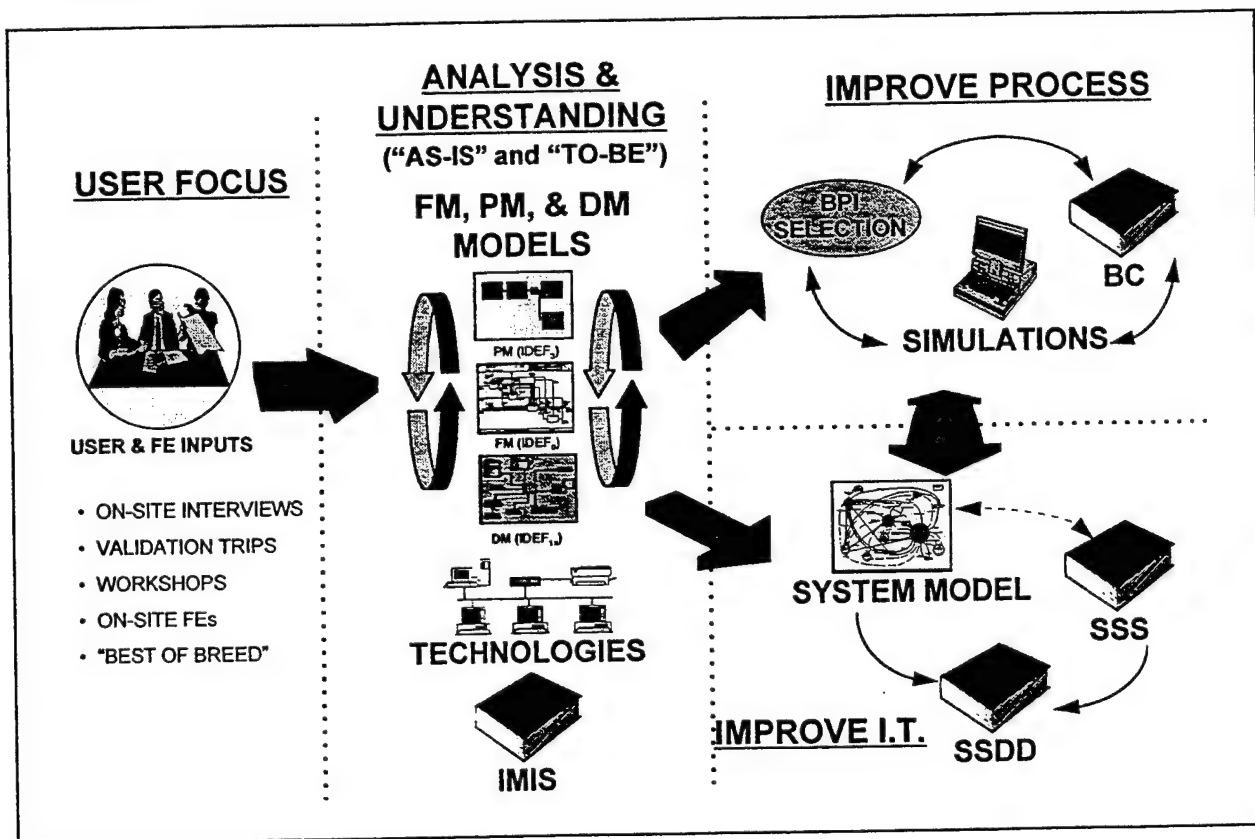 USER FOCUS
USER & FE INPUTS
• ON-SITE INTERVIEWS
• VALIDATION TRIPS
• WORKSHOPS
• ON-SITE FEs
• "BEST OF BREED"
ANALYSIS &
UNDERSTANDING
("AS-IS" and "TO-BE")
FM, PM, & DM
MODELS
PM (IDEF₃)
FM (IDEF₀)
DM (IDEF₁ₓ)
TECHNOLOGIES
IMIS
IMPROVE PROCESS
BPI
SELECTION
BC
SIMULATIONS
SYSTEM MODEL
SSS
SSDD
IMPROVE I.T.